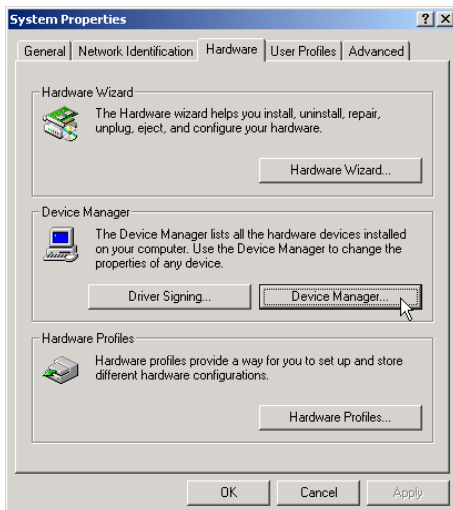 System Properties
General Network Identification Hardware User Profiles Advanced
Hardware Wizard
The Hardware wizard helps you install, uninstall, repair,
unplug, eject, and configure your hardware.
Hardware Wizard...
Device Manager
The Device Manager lists all the hardware devices installed
on your computer. Use the Device Manager to change the
properties of any device.
Driver Signing... Device Manager...
Hardware Profiles
Hardware profiles provide a way for you to set up and store
different hardware configurations.
Hardware Profiles...
OK Cancel Apply